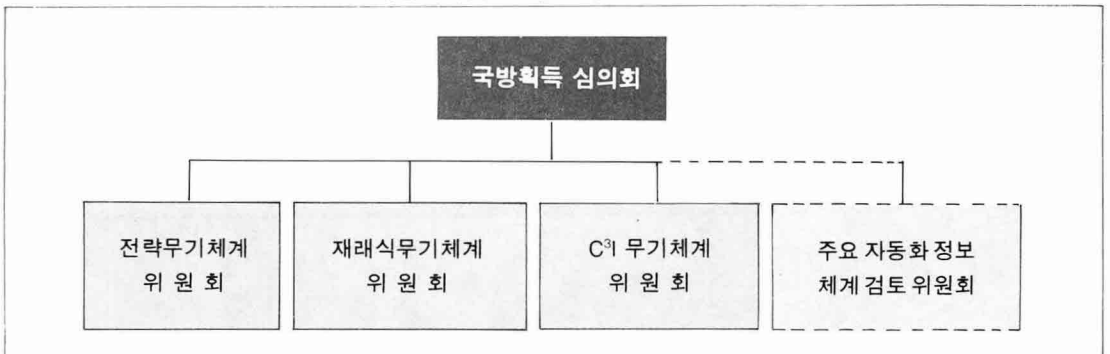 국방획득 심의회
전략무기체계
위 원 회
재래식무기체계
위 원 회
C³I 무기체계
위 원 회
주요 자동화 정보
체계 검토 위원회